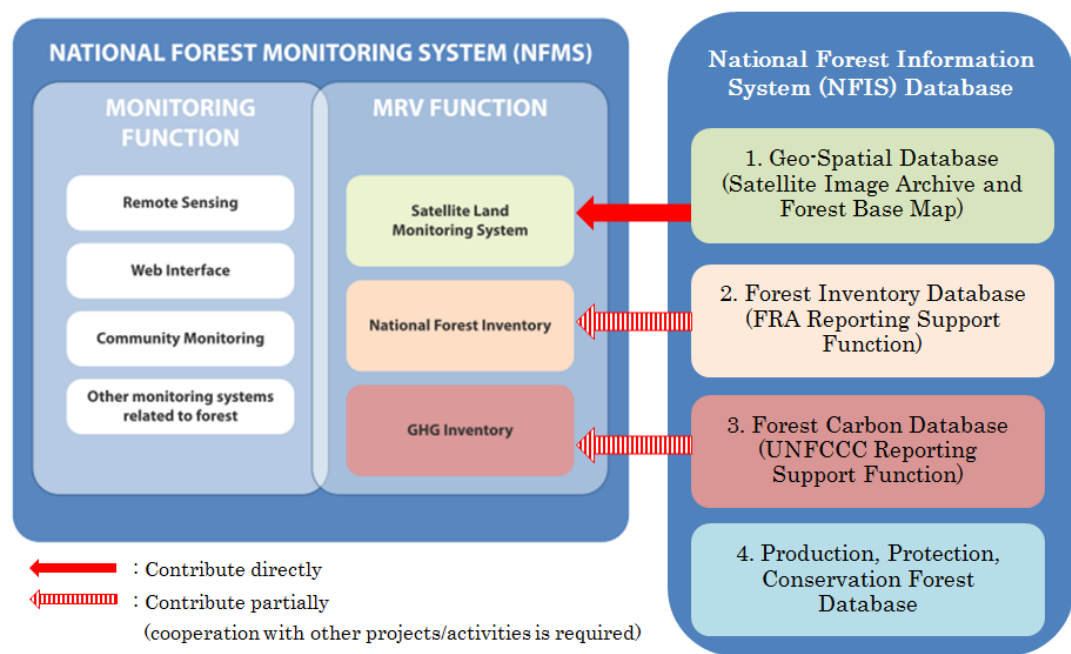 NATIONAL FOREST MONITORING SYSTEM (NFMS)
MONITORING
FUNCTION
Remote Sensing
Web Interface
Community Monitoring
Other monitoring systems
related to forest
MRV FUNCTION
Satellite Land
Monitoring System
National Forest Inventory
GHG Inventory
National Forest Information
System (NFIS) Database
1. Geo-Spatial Database
(Satellite Image Archive and
Forest Base Map)
2. Forest Inventory Database
(FRA Reporting Support
Function)
3. Forest Carbon Database
(UNFCCC Reporting
Support Function)
4. Production, Protection,
Conservation Forest
Database
: Contribute directly
: Contribute partially
(cooperation with other projects/activities is required)